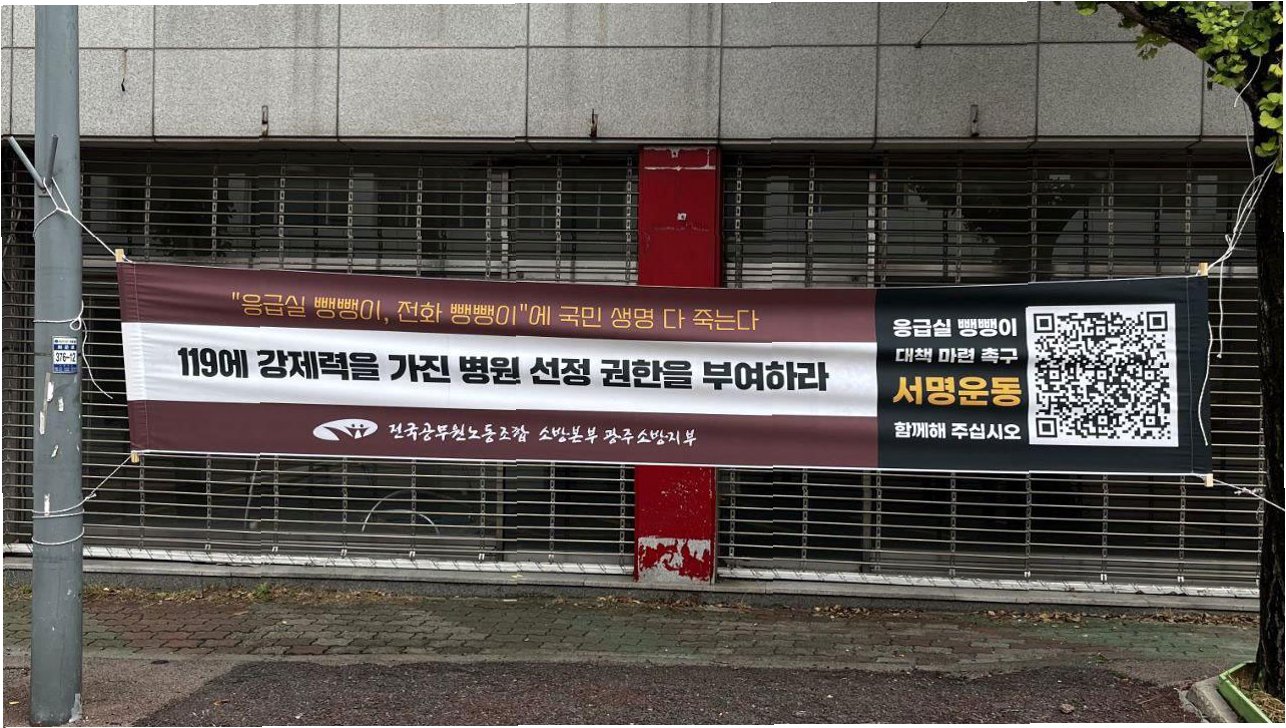 "응급실 뺑뺑이, 전화 뺑뺑이"에 국민 생명 다 죽는다
119에 강제력을 가진 병원 선정 권한을 부여하라
전국공무원노동조합 소방본부 광주소방지부
응급실 뺑뺑이
대책 마련 촉구
서명운동
함께해 주십시오
376-12